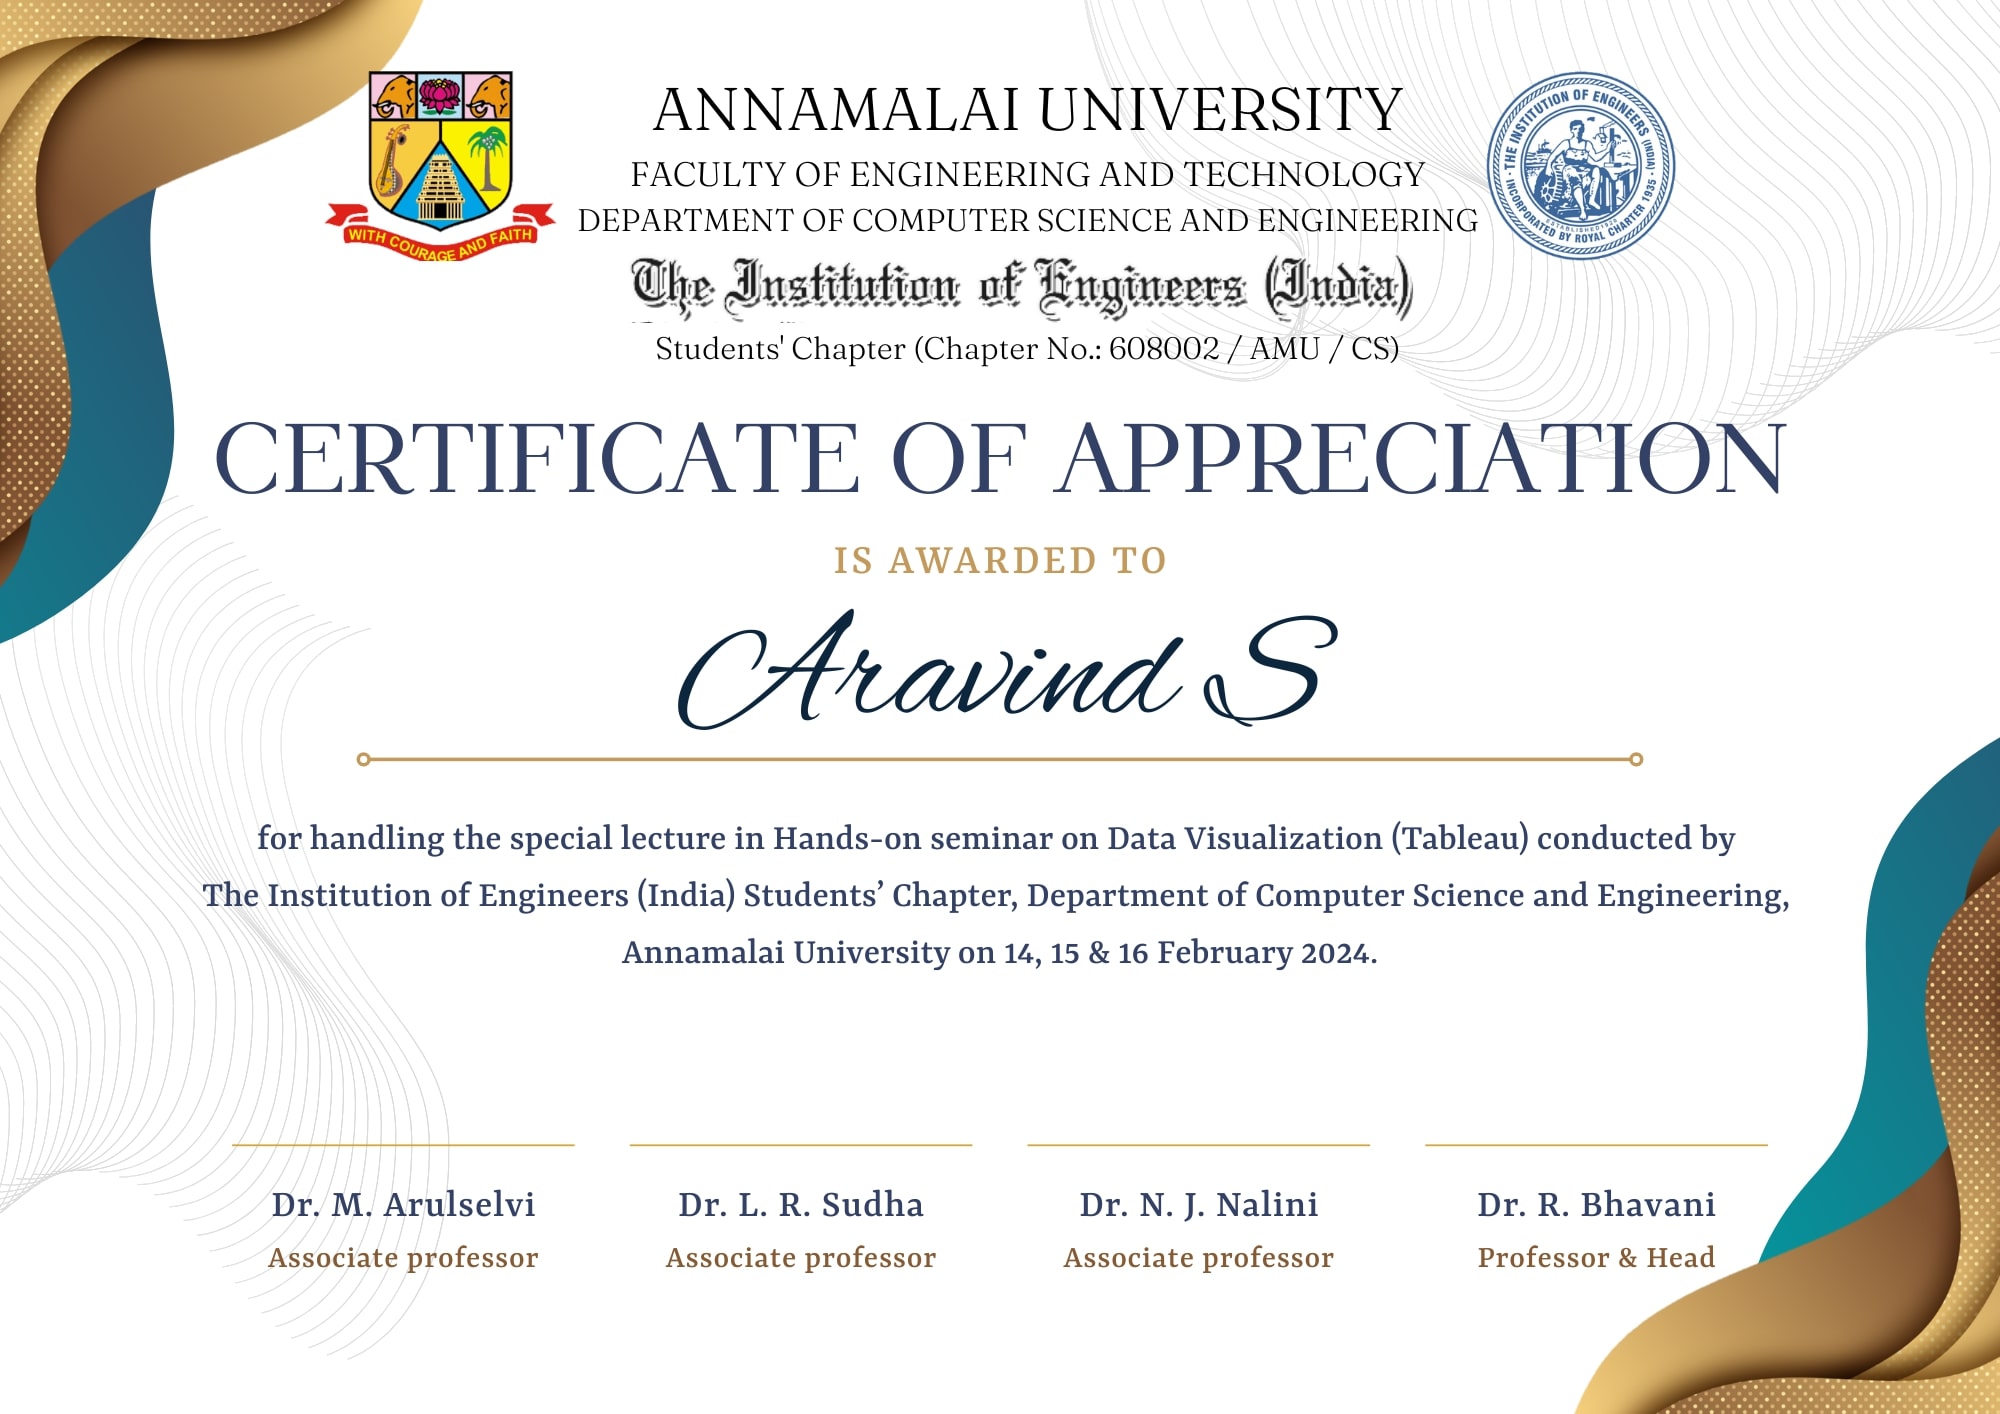 ANNAMALAI UNIVERSITY
FACULTY OF ENGINEERING AND TECHNOLOGY
DEPARTMENT OF COMPUTER SCIENCE AND ENGINEERING
WITH COURAGE AND FAITH
· THE INSTITUTION OF ENGINEERS (INDIA) · INCORPORATED BY ROYAL CHARTER 1935
ESTABLISHED 1920
The Institution of Engineers (India)
Students' Chapter (Chapter No.: 608002 / AMU / CS)
CERTIFICATE OF APPRECIATION
IS AWARDED TO
Aravind S
for handling the special lecture in Hands-on seminar on Data Visualization (Tableau) conducted by
The Institution of Engineers (India) Students’ Chapter, Department of Computer Science and Engineering,
Annamalai University on 14, 15 & 16 February 2024.
Dr. M. Arulselvi
Associate professor
Dr. L. R. Sudha
Associate professor
Dr. N. J. Nalini
Associate professor
Dr. R. Bhavani
Professor & Head